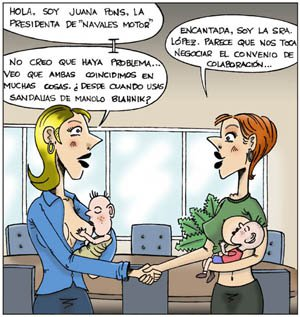 HOLA, SOY JUANA PONS, LA
PRESIDENTA DE "NAVALES MOTOR"
ENCANTADA, SOY LA SRA.
LÓPEZ. PARECE QUE NOS TOCA
NEGOCIAR EL CONVENIO DE
COLABORACIÓN...
NO CREO QUE HAYA PROBLEMA...
VEO QUE AMBAS COINCIDIMOS EN
MUCHAS COSAS. ¿DESDE CUANDO USAS
SANDALIAS DE MANOLO BLAHNIK?